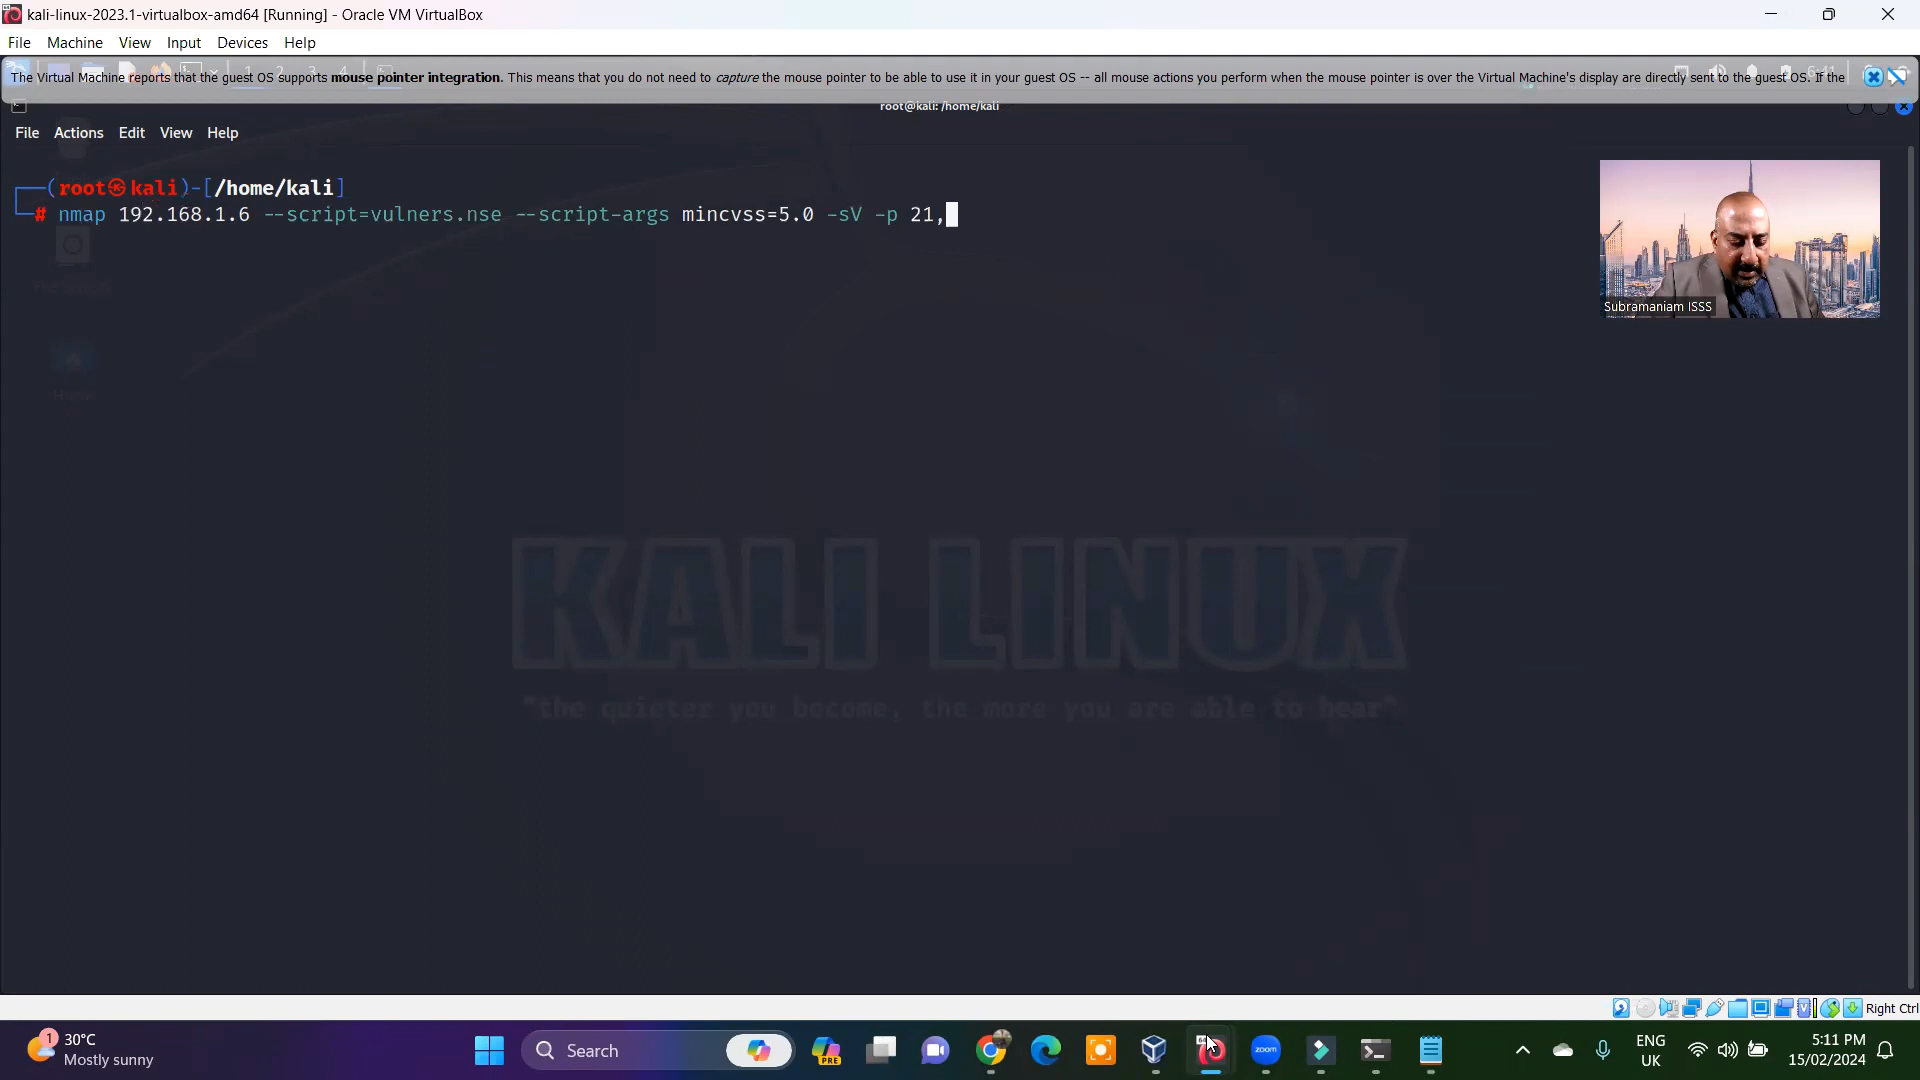 kali-linux-2023.1-virtualbox-amd64 [Running] - Oracle VM VirtualBox
File Machine View Input Devices Help
The Virtual Machine reports that the guest OS supports mouse pointer integration. This means that you do not need to capture the mouse pointer to be able to use it in your guest OS -- all mouse actions you perform when the mouse pointer is over the Virtual Machine's display are directly sent to the guest OS. If the
root@kali: /home/kali
File Actions Edit View Help
(root㉿kali)-[/home/kali]
# nmap 192.168.1.6 --script=vulners.nse --script-args mincvss=5.0 -sV -p 21,
Subramaniam ISSS
KALI LINUX
"the quieter you become, the more you are able to hear"
Right Ctrl
1
30°C
Mostly sunny
Search
PRE
zoom
ENG
UK
5:11 PM
15/02/2024